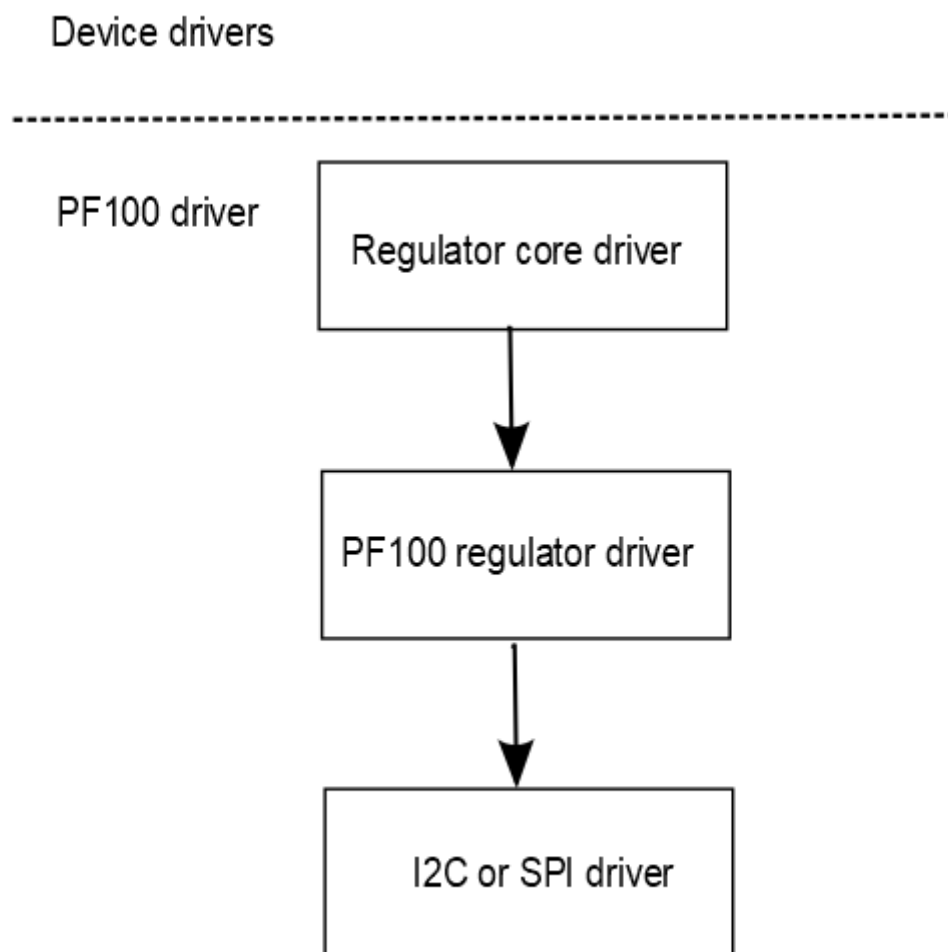 Device drivers
PF100 driver
Regulator core driver
PF100 regulator driver
I2C or SPI driver